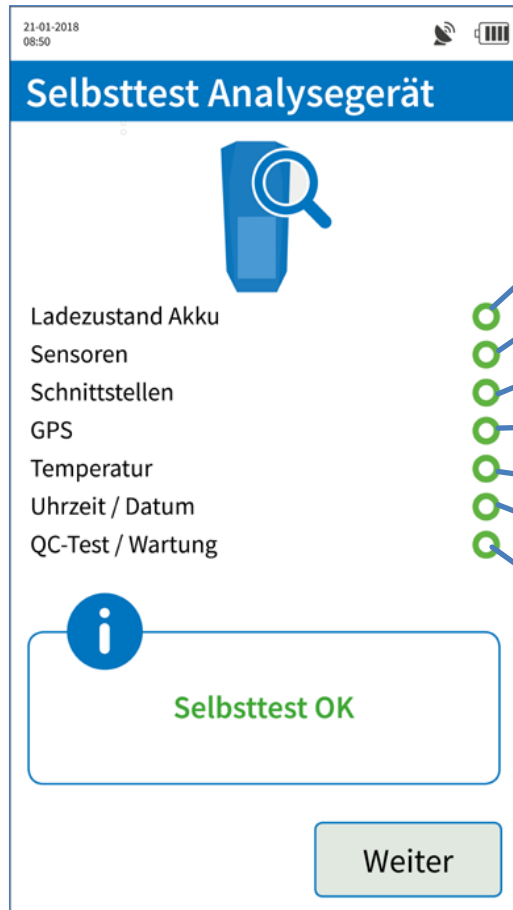 21-01-2018
08:50
Selbsttest Analysegerät
Ladezustand Akku
Sensoren
Schnittstellen
GPS
Temperatur
Uhrzeit / Datum
QC-Test / Wartung
i
Selbsttest OK
Weiter